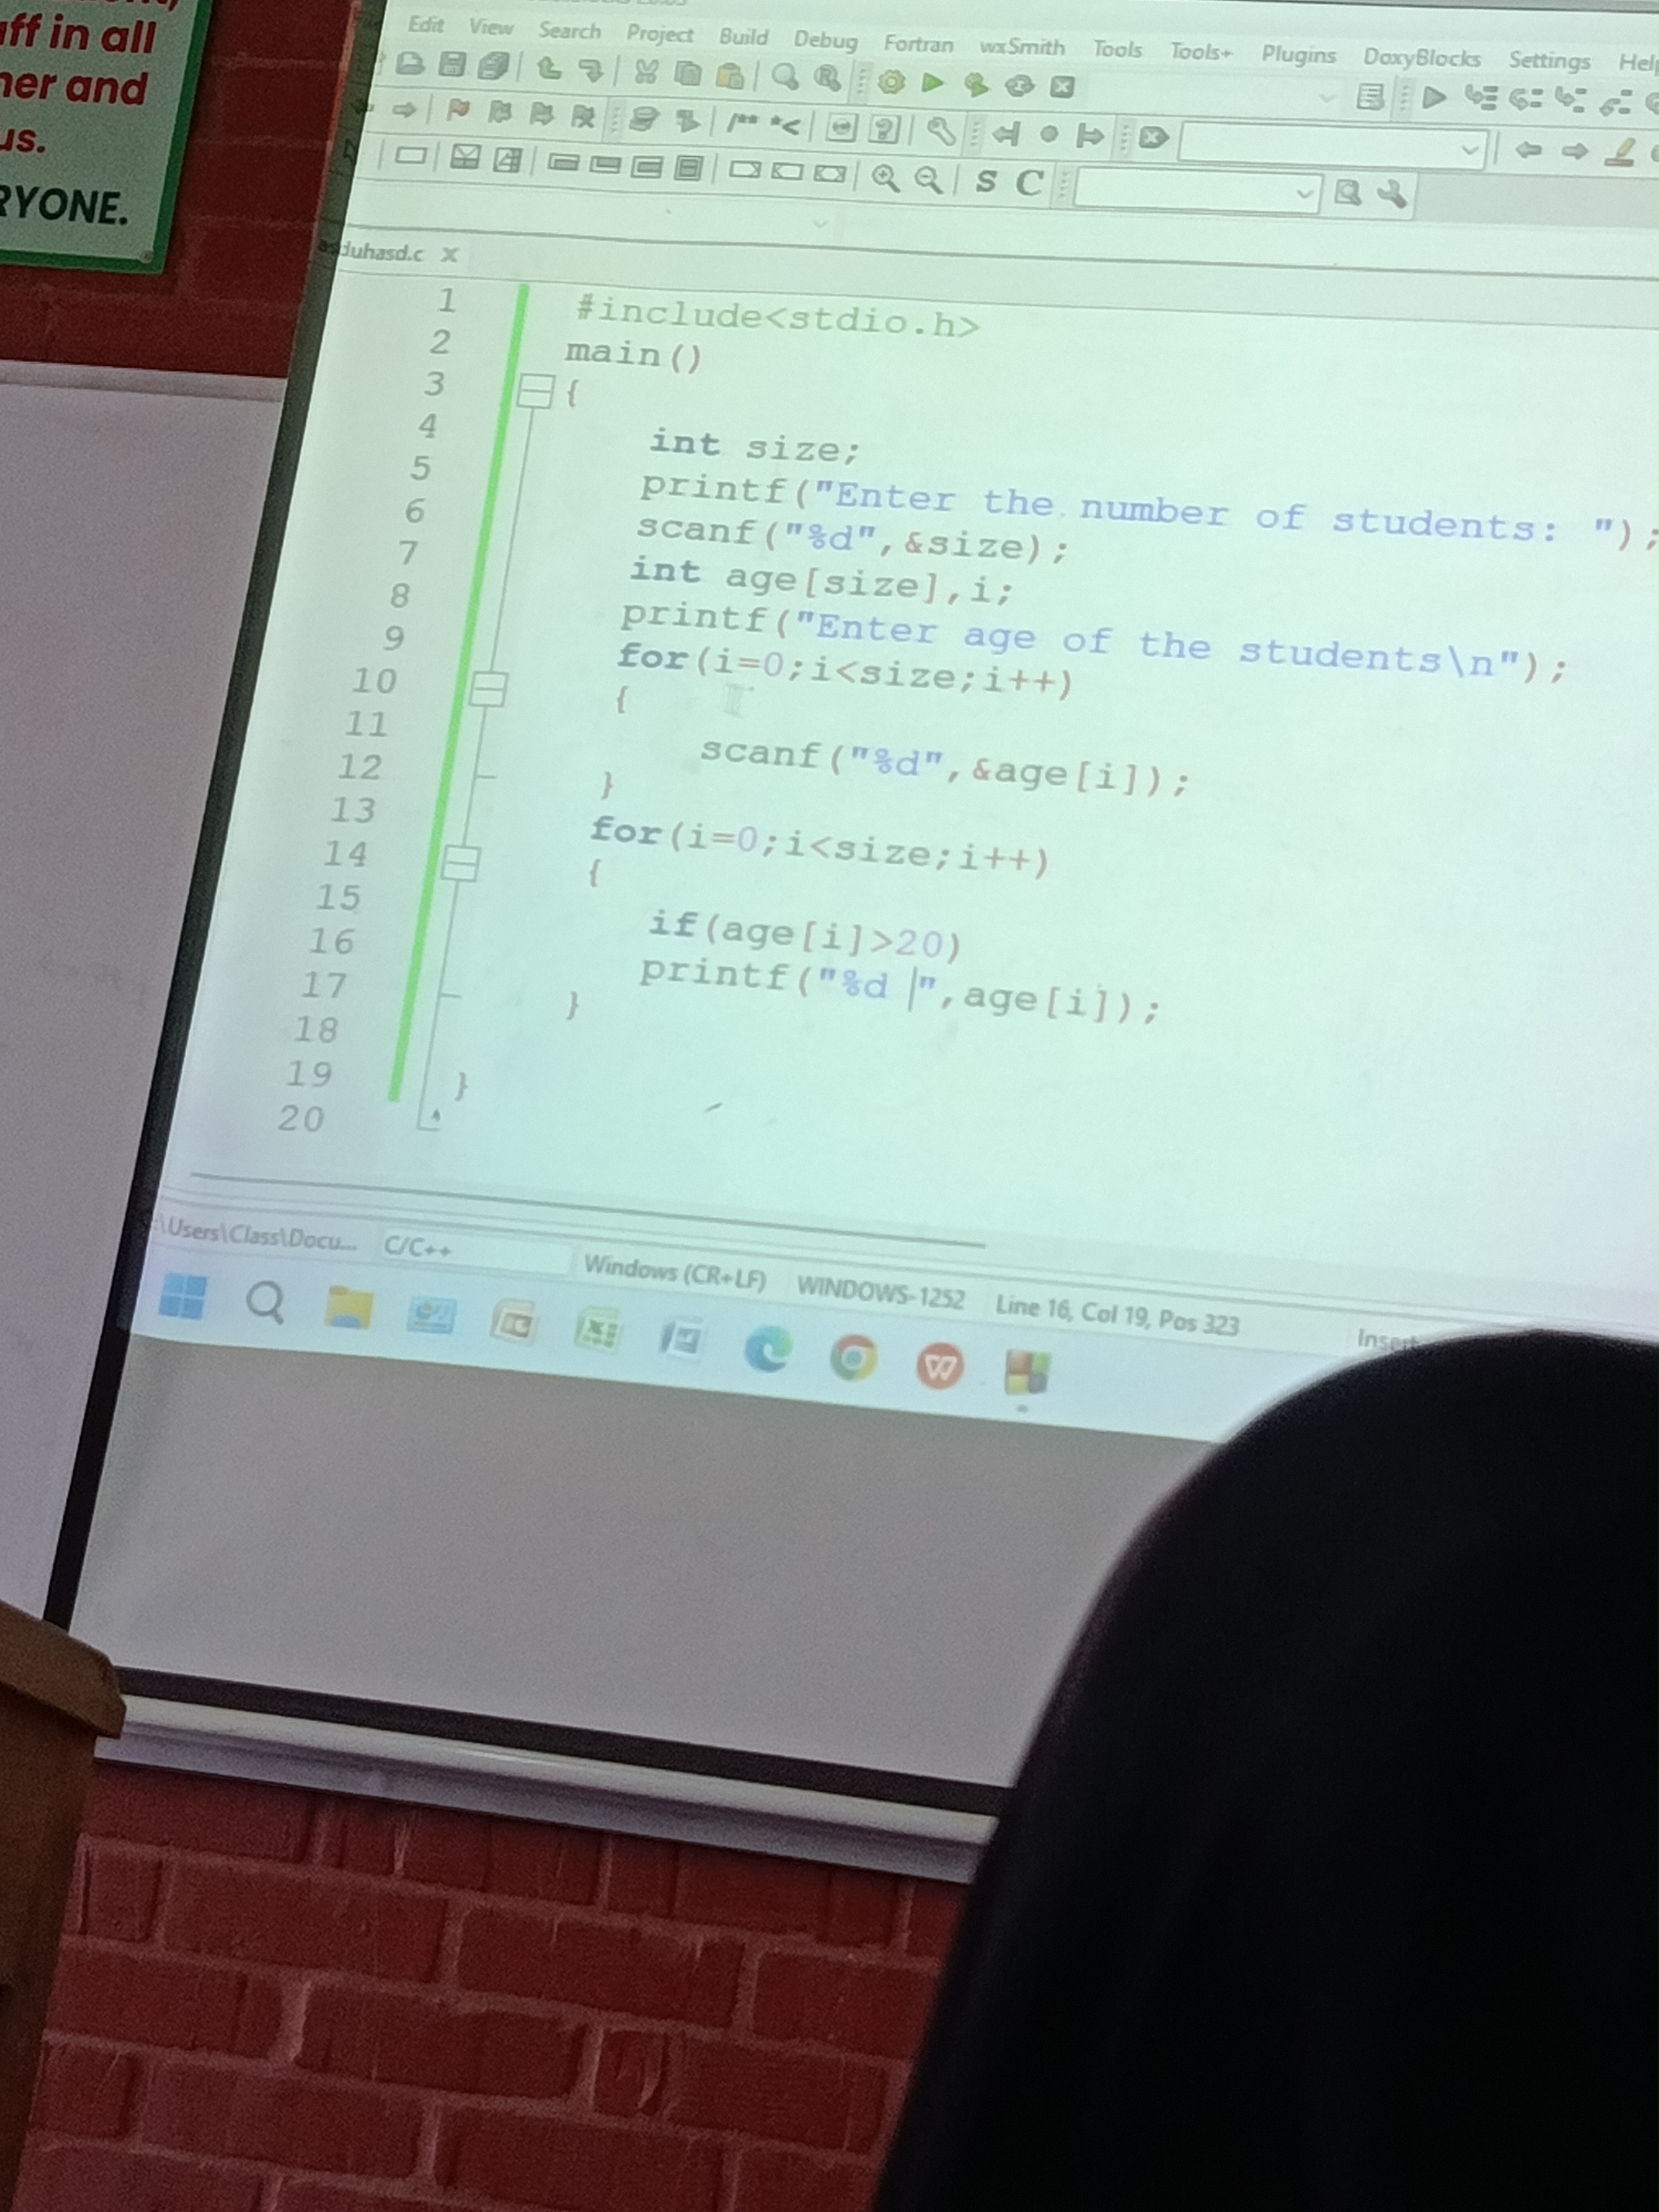 ff in all
her and
us.
RYONE.
Edit View Search Project Build Debug Fortran wxSmith Tools Tools+ Plugins DoxyBlocks Settings Help
/** *<
S C
asduhasd.c X
1 #include<stdio.h>
2 main()
3 {
4 int size;
5 printf("Enter the number of students: ");
6 scanf("%d",&size);
7 int age[size],i;
8 printf("Enter age of the students\n");
9 for(i=0;i<size;i++)
10 {
11 scanf("%d",&age[i]);
12 }
13 for(i=0;i<size;i++)
14 {
15 if(age[i]>20)
16 printf("%d ",age[i]);
17 }
18
19 }
20
:\Users\Class\Docu... C/C++ Windows (CR+LF) WINDOWS-1252 Line 16, Col 19, Pos 323 Insert